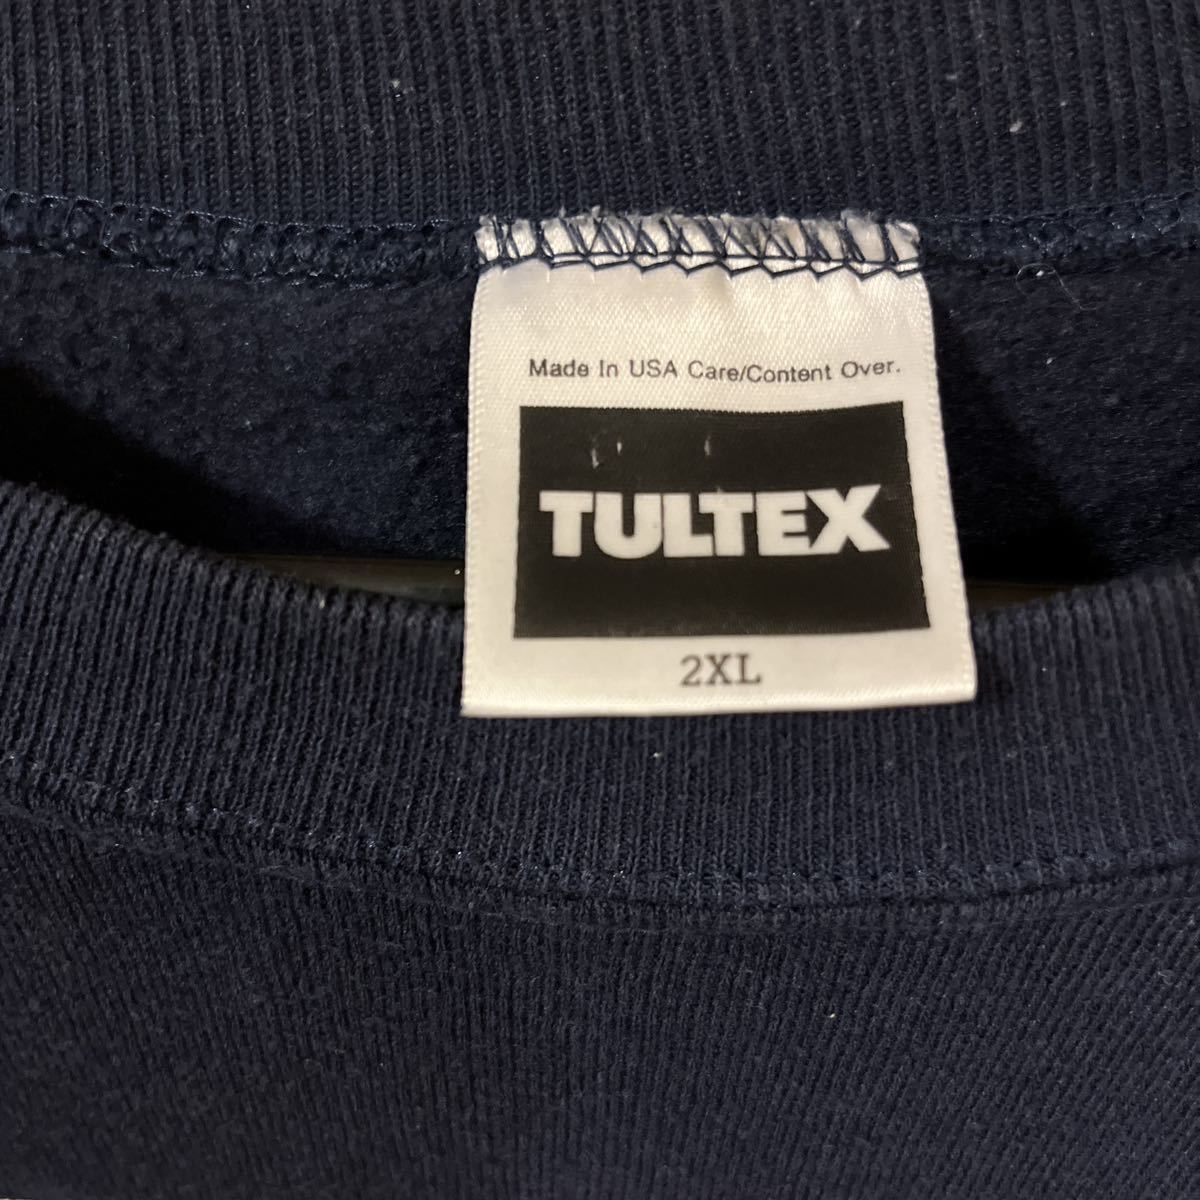 Made In USA Care/Content Over.
TULTEX
2XL